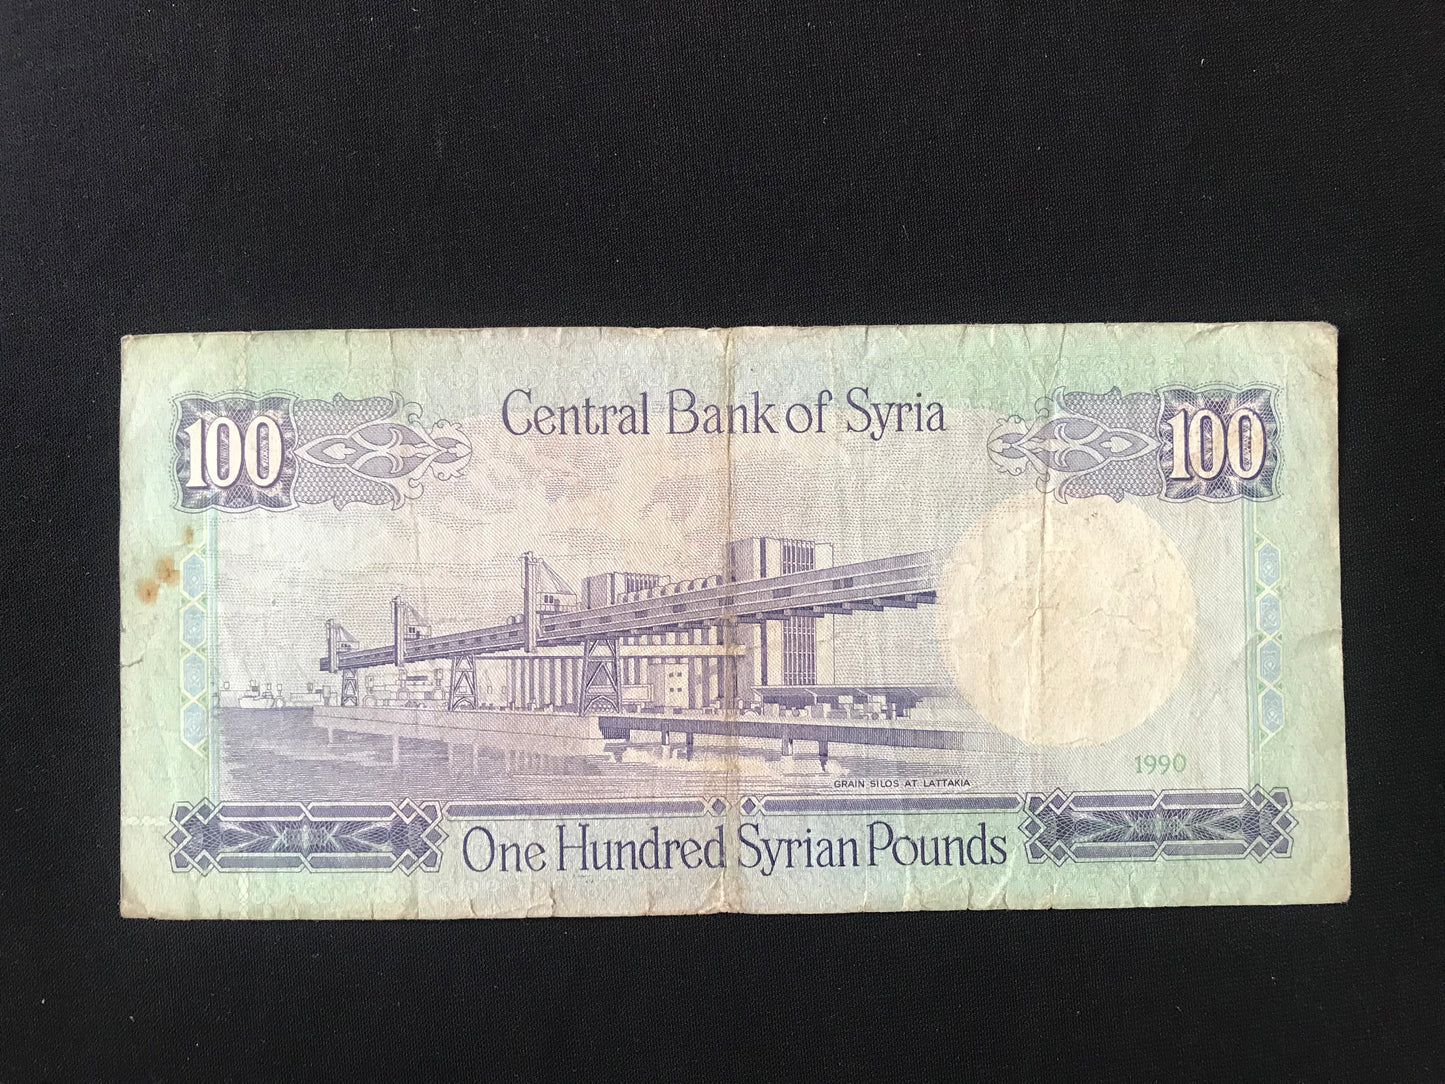 Central Bank of Syria
100
100
1990
GRAIN SILOS AT LATTAKIA
One Hundred Syrian Pounds